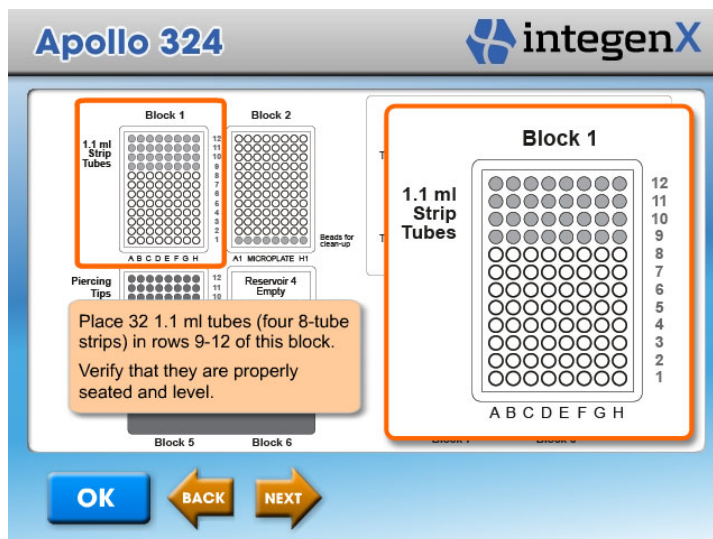 Apollo 324
integenX
Block 1
Block 2
1.1 ml
Strip
Tubes
12
11
10
9
8
7
6
5
4
3
2
1
Beads for
clean-up
A B C D E F G H
A1 MICROPLATE H1
Piercing
Tips
12
11
10
Reservoir 4
Empty
Place 32 1.1 ml tubes (four 8-tube
strips) in rows 9-12 of this block.
Verify that they are properly
seated and level.
Block 5
Block 6
Block 1
1.1 ml
Strip
Tubes
12
11
10
9
8
7
6
5
4
3
2
1
A B C D E F G H
OK
BACK
NEXT